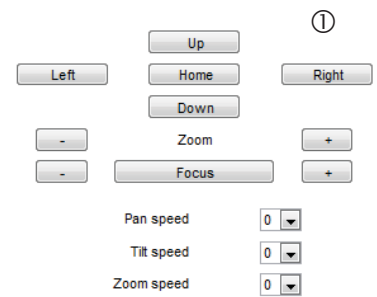 ①
Up
Left Home Right
Down
- Zoom +
- Focus +
Pan speed 0
Tilt speed 0
Zoom speed 0